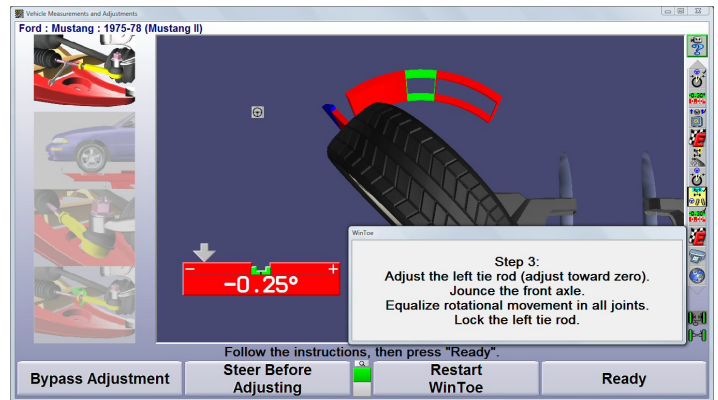 Vehicle Measurements and Adjustments
Ford : Mustang : 1975-78 (Mustang II)
WinToe
Step 3:
Adjust the left tie rod (adjust toward zero).
Jounce the front axle.
Equalize rotational movement in all joints.
Lock the left tie rod.
- +
-0.25°
Follow the instructions, then press "Ready".
Bypass Adjustment
Steer Before
Adjusting
Restart
WinToe
Ready